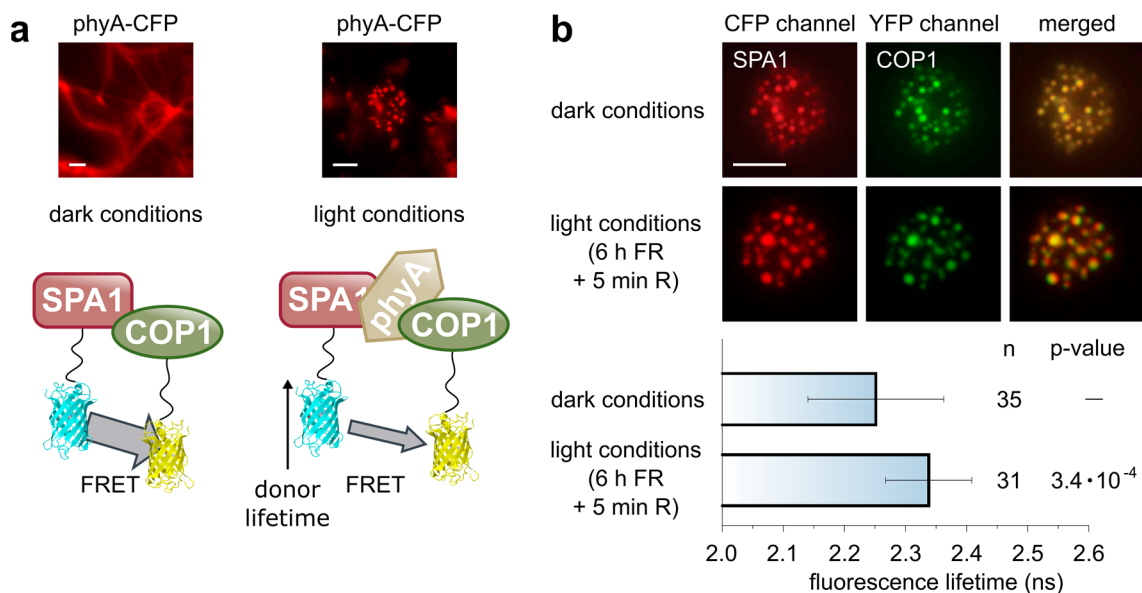 a
phyA-CFP
phyA-CFP
dark conditions
light conditions
SPA1
COP1
FRET
SPA1
phyA
COP1
donor
lifetime
FRET
b
CFP channel
YFP channel
merged
dark conditions
SPA1
COP1
light conditions
(6 h FR
+ 5 min R)
n
p-value
dark conditions
35
—
light conditions
(6 h FR
+ 5 min R)
31
3.4 · 10⁻⁴
2.0 2.1 2.2 2.3 2.4 2.5 2.6
fluorescence lifetime (ns)